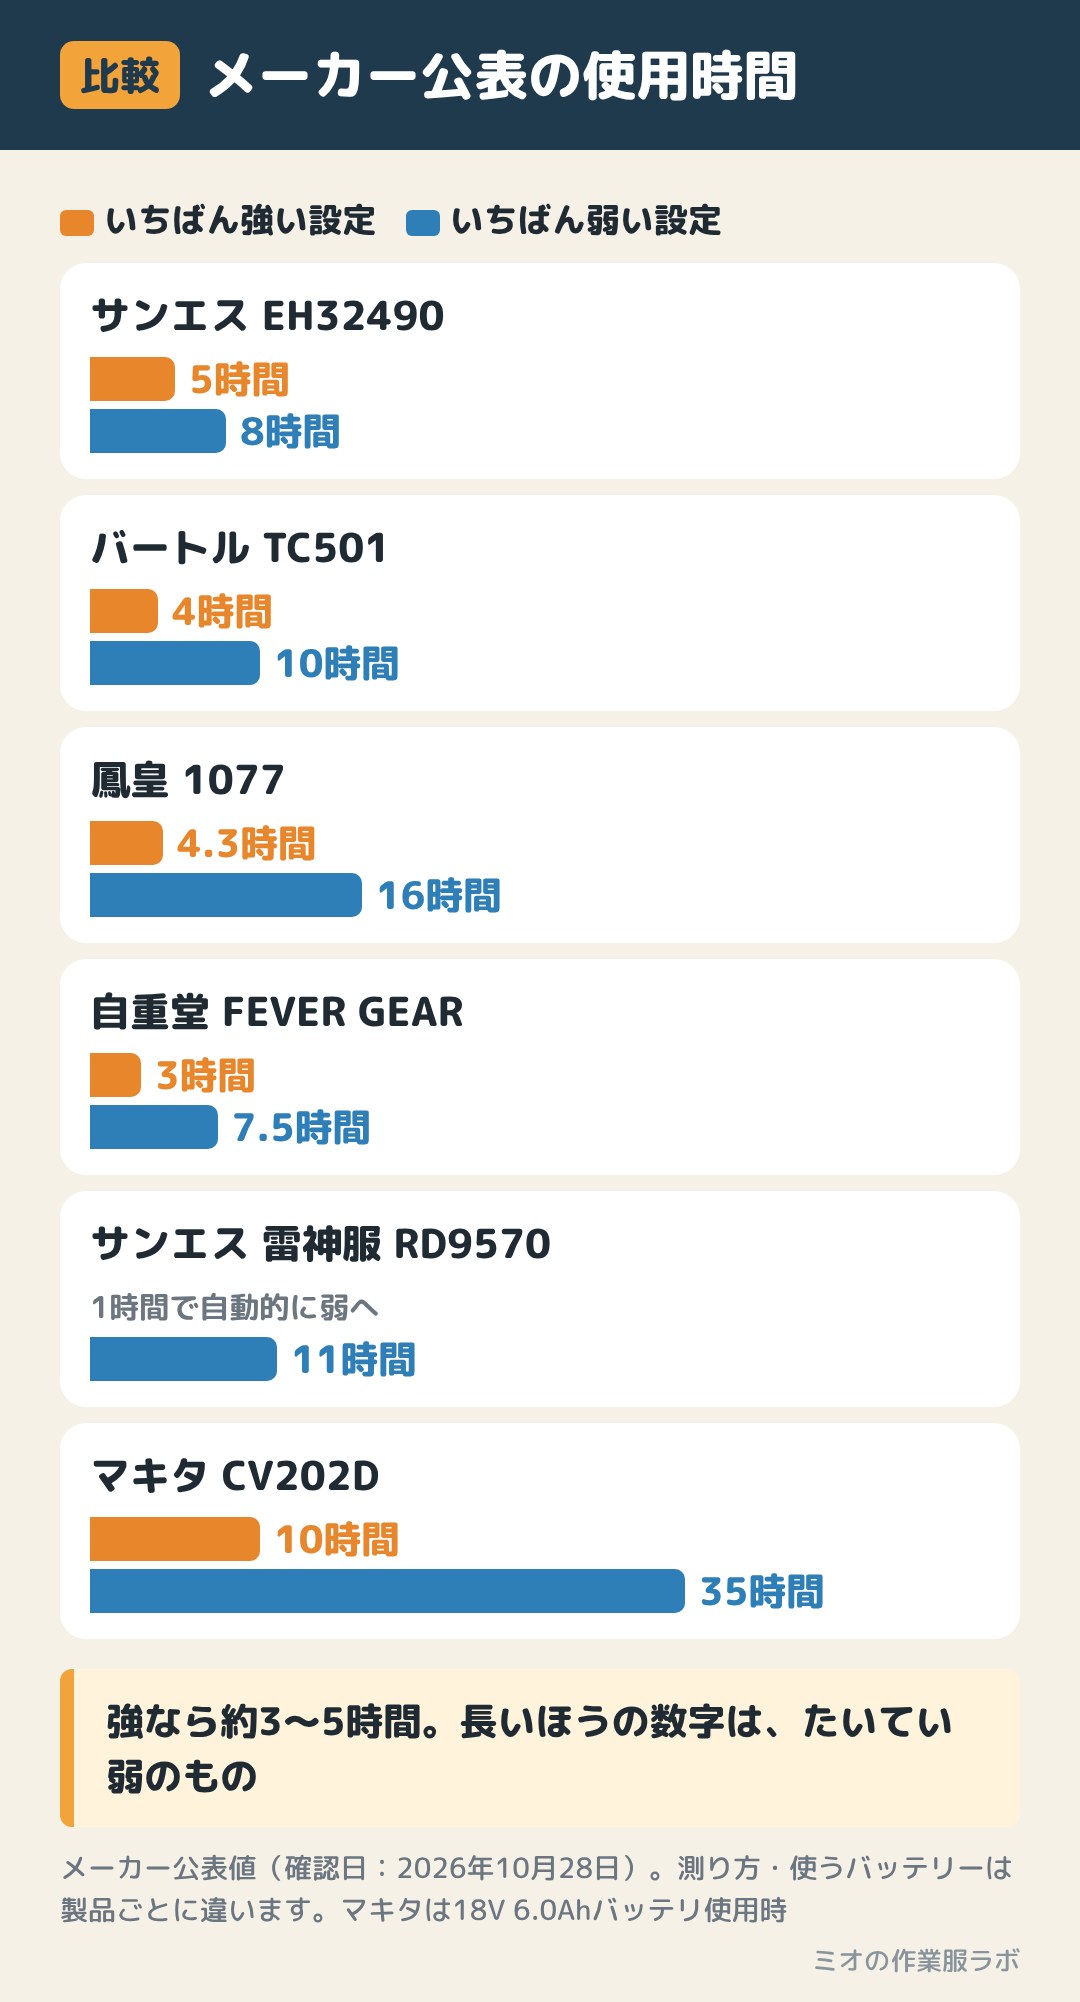 比較 メーカー公表の使用時間
いちばん強い設定 いちばん弱い設定
サンエス EH32490
5時間
8時間
バートル TC501
4時間
10時間
鳳皇 1077
4.3時間
16時間
自重堂 FEVER GEAR
3時間
7.5時間
サンエス 雷神服 RD9570
1時間で自動的に弱へ
11時間
マキタ CV202D
10時間
35時間
強なら約3〜5時間。長いほうの数字は、たいてい
弱のもの
メーカー公表値（確認日：2026年10月28日）。測り方・使うバッテリーは
製品ごとに違います。マキタは18V 6.0Ahバッテリ使用時
ミオの作業服ラボ